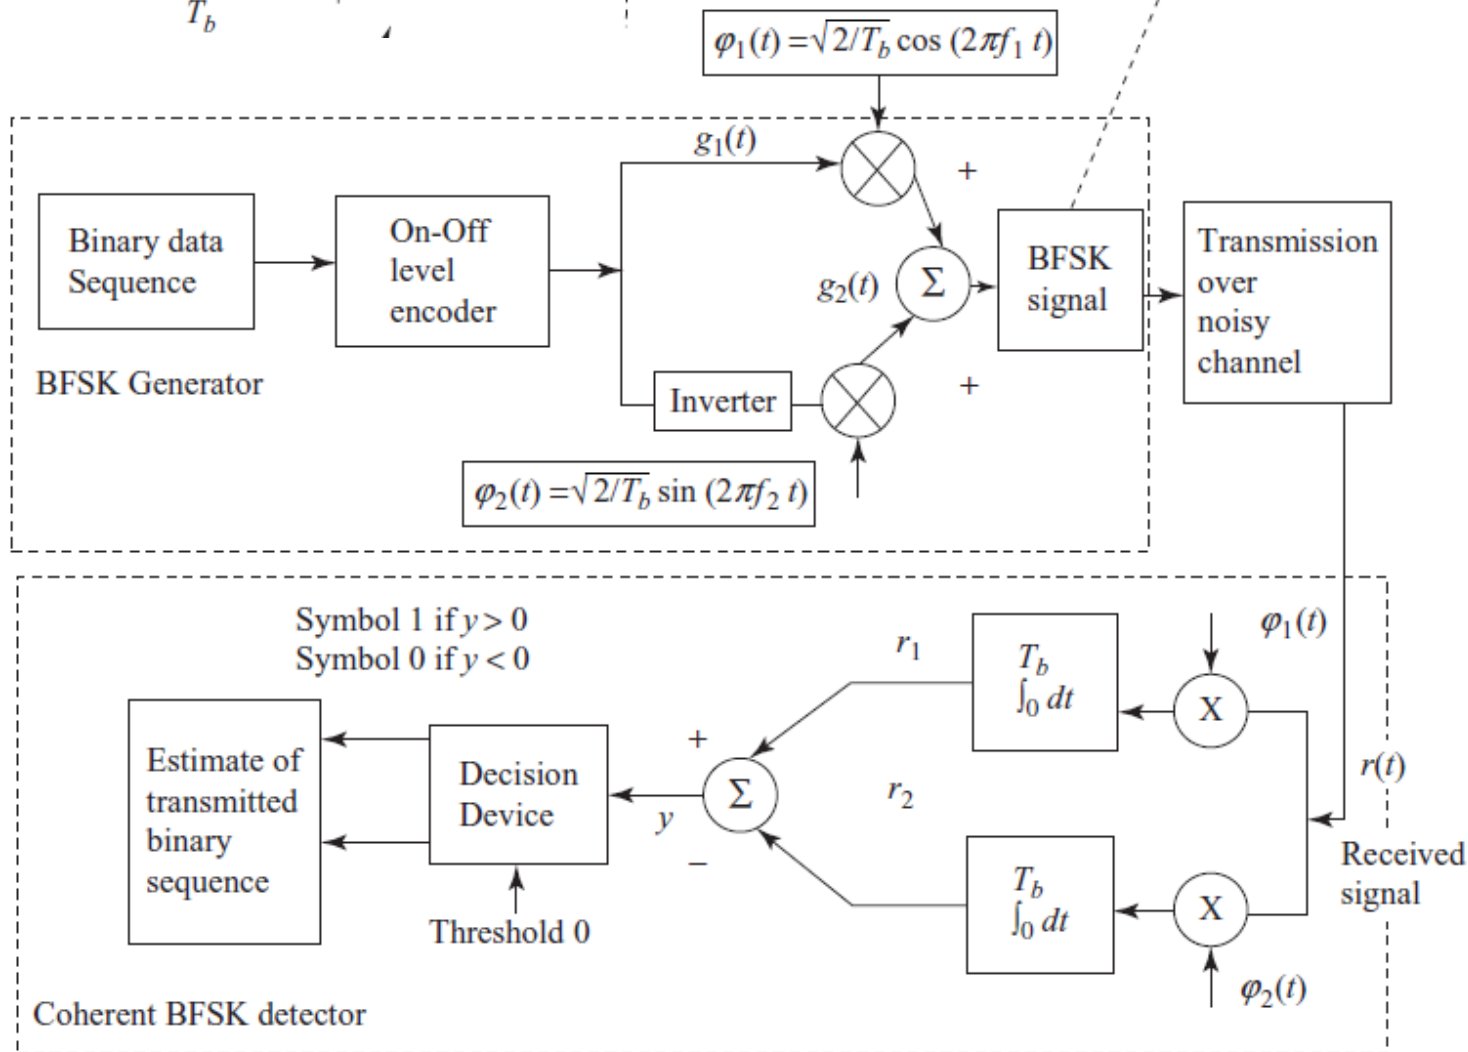 T_b
φ₁(t) =√2/T_b cos (2πf₁ t)
g₁(t)
+
Binary data
Sequence
On-Off
level
encoder
g₂(t)
Σ
BFSK
signal
Transmission
over
noisy
channel
BFSK Generator
Inverter
+
φ₂(t) =√2/T_b sin (2πf₂ t)
Symbol 1 if y > 0
Symbol 0 if y < 0
r₁
T_b
∫₀ dt
φ₁(t)
X
+
Estimate of
transmitted
binary
sequence
Decision
Device
y
Σ
r₂
r(t)
−
Received
signal
T_b
∫₀ dt
X
Threshold 0
φ₂(t)
Coherent BFSK detector